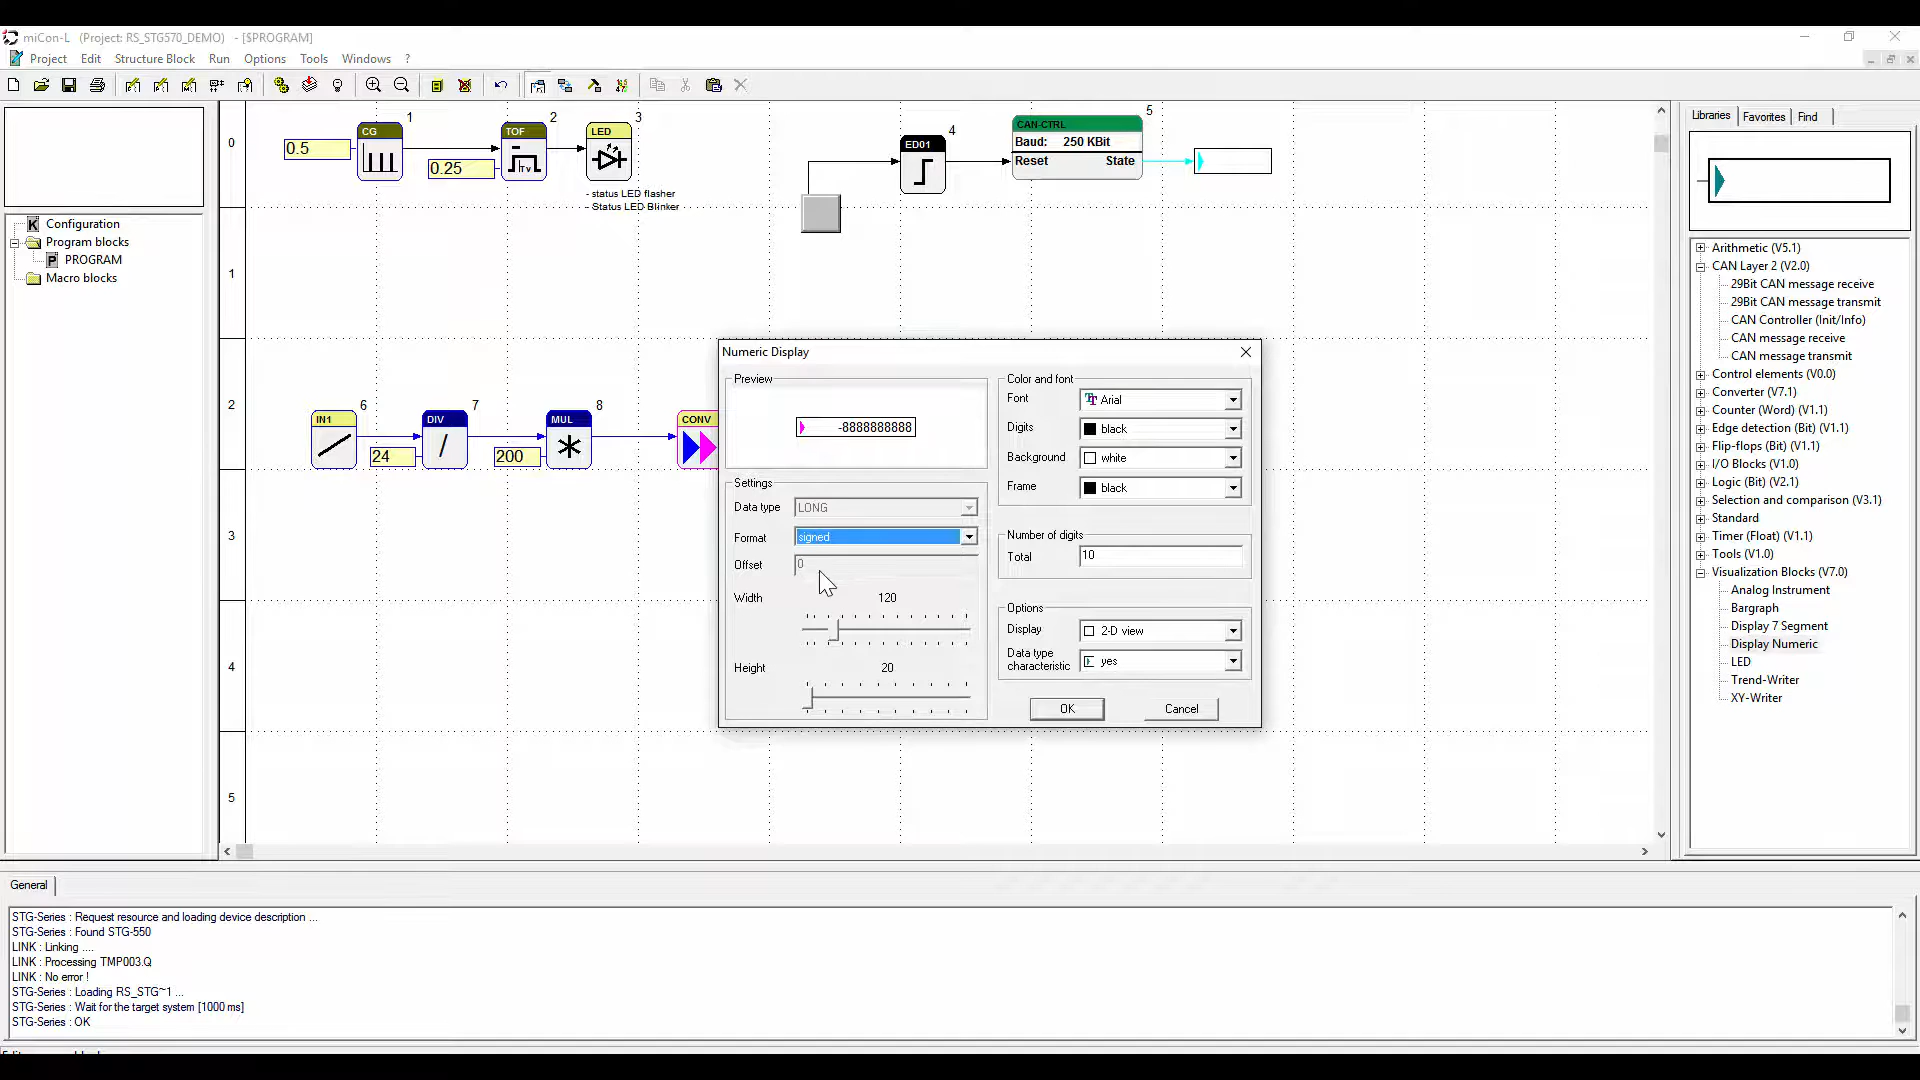 miCon-L (Project: RS_STG570_DEMO) - [$PROGRAM]
Project Edit Structure Block Run Options Tools Windows ?
Configuration
Program blocks
PROGRAM
Macro blocks
0
1
2
3
4
5
0.5
CG
1
0.25
TOF
2
Tv
LED
3
- status LED flasher
- Status LED Blinker
ED01
4
CAN-CTRL
5
Baud: 250 KBit
Reset State
IN1
6
24
DIV
7
/
200
MUL
8
*
CONV
Numeric Display
Preview
-8888888888
Settings
Data type LONG
Format signed
Offset 0
Width 120
Height 20
Color and font
Font Arial
Digits black
Background white
Frame black
Number of digits
Total 10
Options
Display 2-D view
Data type
characteristic yes
OK Cancel
Libraries Favorites Find
Arithmetic (V5.1)
CAN Layer 2 (V2.0)
29Bit CAN message receive
29Bit CAN message transmit
CAN Controller (Init/Info)
CAN message receive
CAN message transmit
Control elements (V0.0)
Converter (V7.1)
Counter (Word) (V1.1)
Edge detection (Bit) (V1.1)
Flip-flops (Bit) (V1.1)
I/O Blocks (V1.0)
Logic (Bit) (V2.1)
Selection and comparison (V3.1)
Standard
Timer (Float) (V1.1)
Tools (V1.0)
Visualization Blocks (V7.0)
Analog Instrument
Bargraph
Display 7 Segment
Display Numeric
LED
Trend-Writer
XY-Writer
General
STG-Series : Request resource and loading device description ...
STG-Series : Found STG-550
LINK : Linking ....
LINK : Processing TMP003.Q
LINK : No error !
STG-Series : Loading RS_STG~1 ...
STG-Series : Wait for the target system [1000 ms]
STG-Series : OK